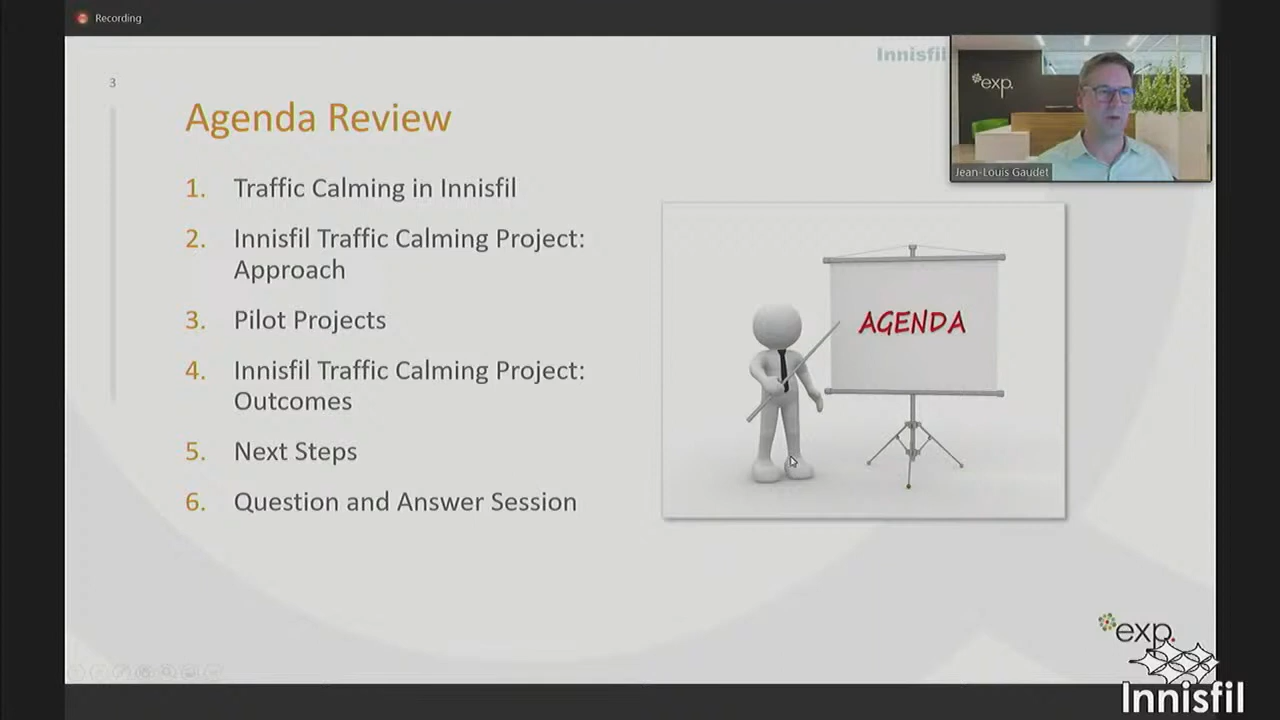 Recording
Innisfil
3
exp.
Agenda Review
Jean-Louis Gaudet
1. Traffic Calming in Innisfil
2. Innisfil Traffic Calming Project:
Approach
3. Pilot Projects
4. Innisfil Traffic Calming Project:
Outcomes
5. Next Steps
6. Question and Answer Session
AGENDA
exp.
Innisfil